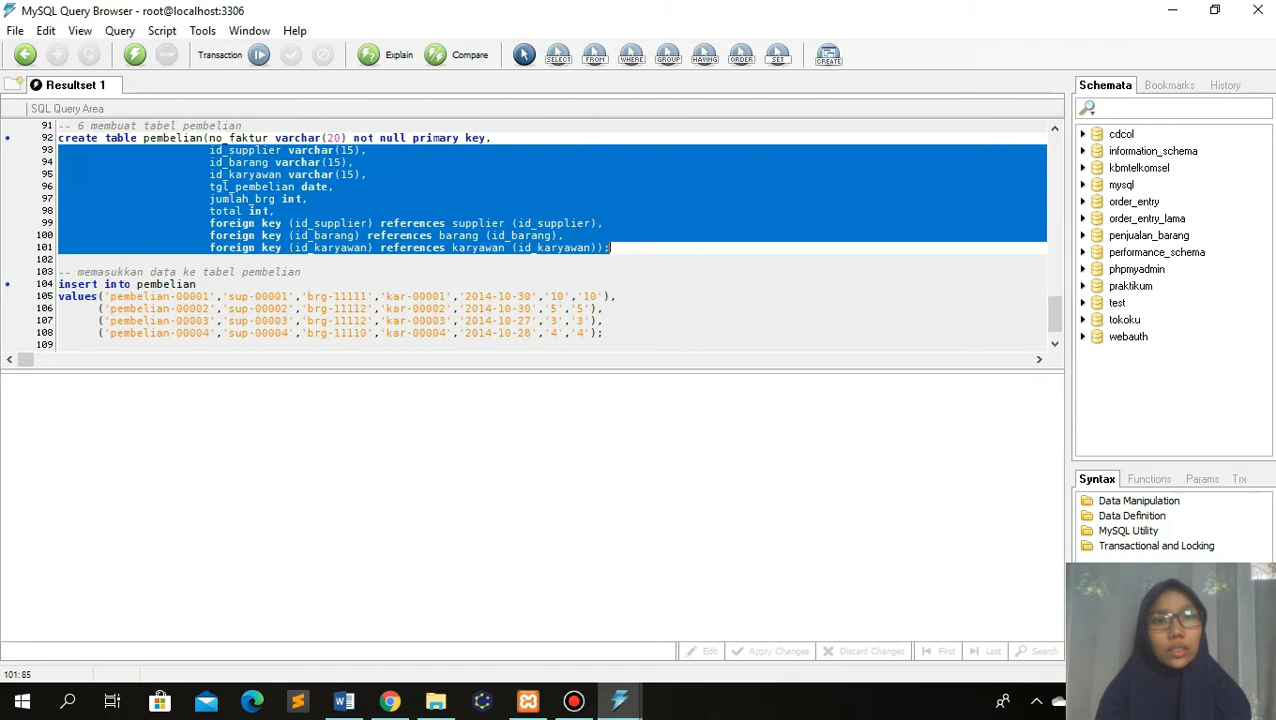 MySQL Query Browser - root@localhost:3306
File Edit View Query Script Tools Window Help
STOP Transaction Explain Compare SELECT FROM WHERE GROUP HAVING ORDER SET CREATE
Resultset 1
SQL Query Area
91 -- 6 membuat tabel pembelian
92 create table pembelian(no_faktur varchar(20) not null primary key,
93 id_supplier varchar(15),
94 id_barang varchar(15),
95 id_karyawan varchar(15),
96 tgl_pembelian date,
97 jumlah_brg int,
98 total int,
99 foreign key (id_supplier) references supplier (id_supplier),
100 foreign key (id_barang) references barang (id_barang),
101 foreign key (id_karyawan) references karyawan (id_karyawan));
102
103 -- memasukkan data ke tabel pembelian
104 insert into pembelian
105 values('pembelian-00001','sup-00001','brg-11111','kar-00001','2014-10-30','10','10'),
106 ('pembelian-00002','sup-00002','brg-11112','kar-00002','2014-10-30','5','5'),
107 ('pembelian-00003','sup-00003','brg-11112','kar-00003','2014-10-27','3','3'),
108 ('pembelian-00004','sup-00004','brg-11110','kar-00004','2014-10-28','4','4');
109
Edit Apply Changes Discard Changes First Last Search
101:85
Schemata Bookmarks History
cdcol
information_schema
kbmtelkomsel
mysql
order_entry
order_entry_lama
penjualan_barang
performance_schema
phpmyadmin
praktikum
test
tokoku
webauth
Syntax Functions Params Trx
Data Manipulation
Data Definition
MySQL Utility
Transactional and Locking